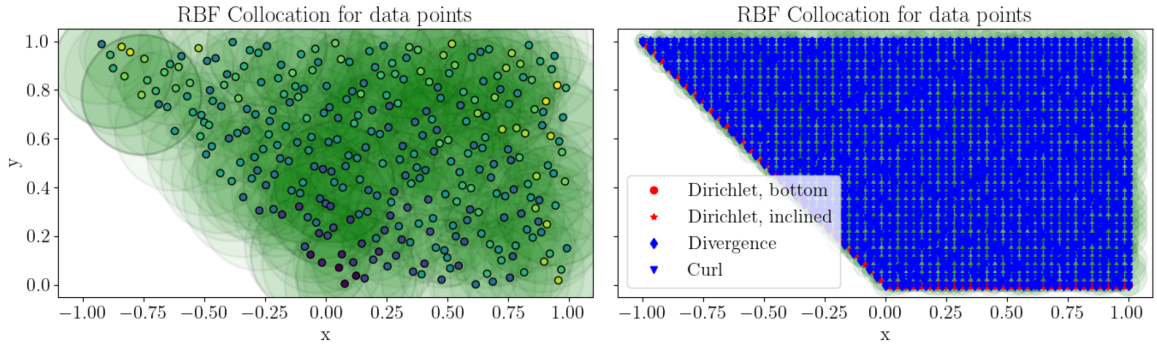 RBF Collocation for data points
1.0
0.8
0.6
0.4
0.2
0.0
y
−1.00 −0.75 −0.50 −0.25 0.00 0.25 0.50 0.75 1.00
x
RBF Collocation for data points
Dirichlet, bottom
Dirichlet, inclined
Divergence
Curl
−1.00 −0.75 −0.50 −0.25 0.00 0.25 0.50 0.75 1.00
x